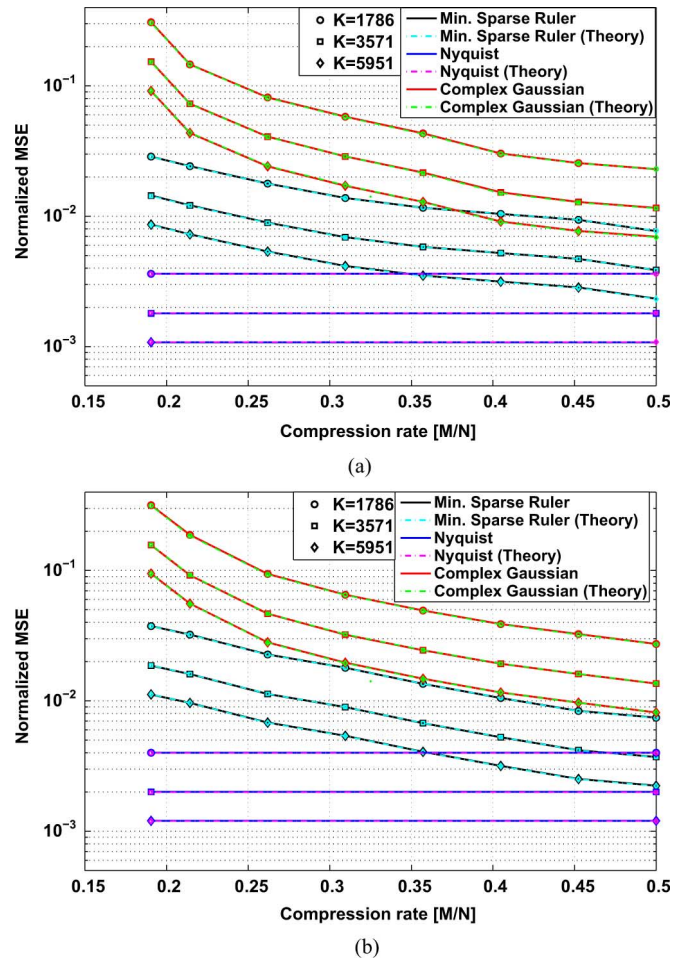 K=1786
K=3571
K=5951
Min. Sparse Ruler
Min. Sparse Ruler (Theory)
Nyquist
Nyquist (Theory)
Complex Gaussian
Complex Gaussian (Theory)
Normalized MSE
10⁻¹
10⁻²
10⁻³
0.15 0.2 0.25 0.3 0.35 0.4 0.45 0.5
Compression rate [M/N]
(a)
K=1786
K=3571
K=5951
Min. Sparse Ruler
Min. Sparse Ruler (Theory)
Nyquist
Nyquist (Theory)
Complex Gaussian
Complex Gaussian (Theory)
Normalized MSE
10⁻¹
10⁻²
10⁻³
0.15 0.2 0.25 0.3 0.35 0.4 0.45 0.5
Compression rate [M/N]
(b)